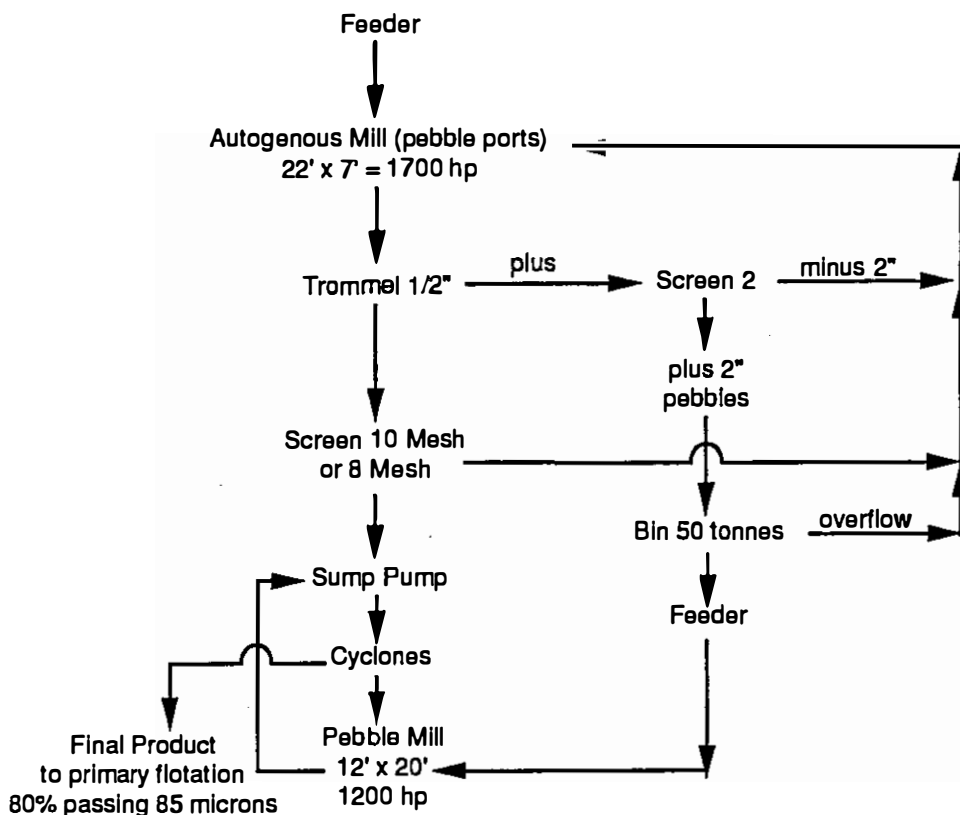 Feeder
Autogenous Mill (pebble ports)
22' x 7' = 1700 hp
Trommel 1/2"
plus
Screen 2
minus 2"
plus 2"
pebbies
Screen 10 Mesh
or 8 Mesh
Bin 50 tonnes
overflow
Sump Pump
Feeder
Cyclones
Final Product
to primary flotation
80% passing 85 microns
Pebble Mill
12' x 20'
1200 hp